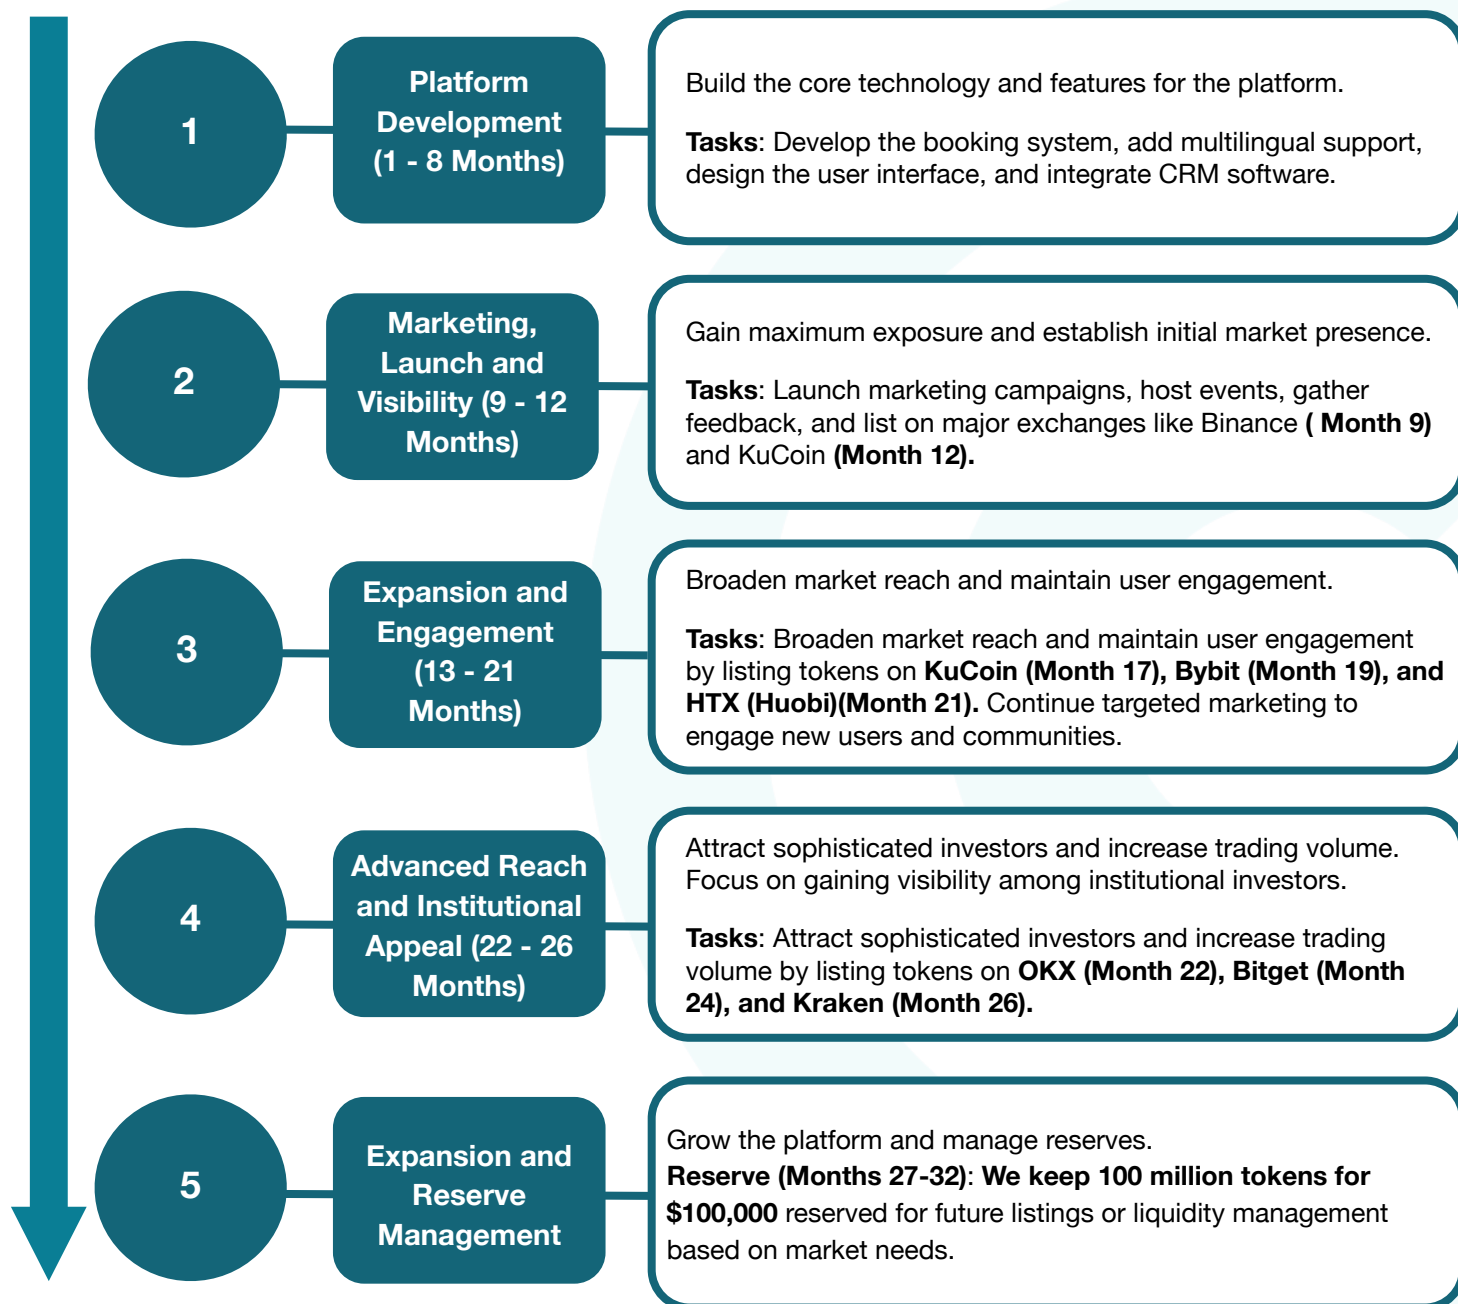 1
Platform
Development
(1 - 8 Months)
Build the core technology and features for the platform.
Tasks: Develop the booking system, add multilingual support,
design the user interface, and integrate CRM software.
2
Marketing,
Launch and
Visibility (9 - 12
Months)
Gain maximum exposure and establish initial market presence.
Tasks: Launch marketing campaigns, host events, gather
feedback, and list on major exchanges like Binance ( Month 9)
and KuCoin (Month 12).
3
Expansion and
Engagement
(13 - 21
Months)
Broaden market reach and maintain user engagement.
Tasks: Broaden market reach and maintain user engagement
by listing tokens on KuCoin (Month 17), Bybit (Month 19), and
HTX (Huobi)(Month 21). Continue targeted marketing to
engage new users and communities.
4
Advanced Reach
and Institutional
Appeal (22 - 26
Months)
Attract sophisticated investors and increase trading volume.
Focus on gaining visibility among institutional investors.
Tasks: Attract sophisticated investors and increase trading
volume by listing tokens on OKX (Month 22), Bitget (Month
24), and Kraken (Month 26).
5
Expansion and
Reserve
Management
Grow the platform and manage reserves.
Reserve (Months 27-32): We keep 100 million tokens for
$100,000 reserved for future listings or liquidity management
based on market needs.